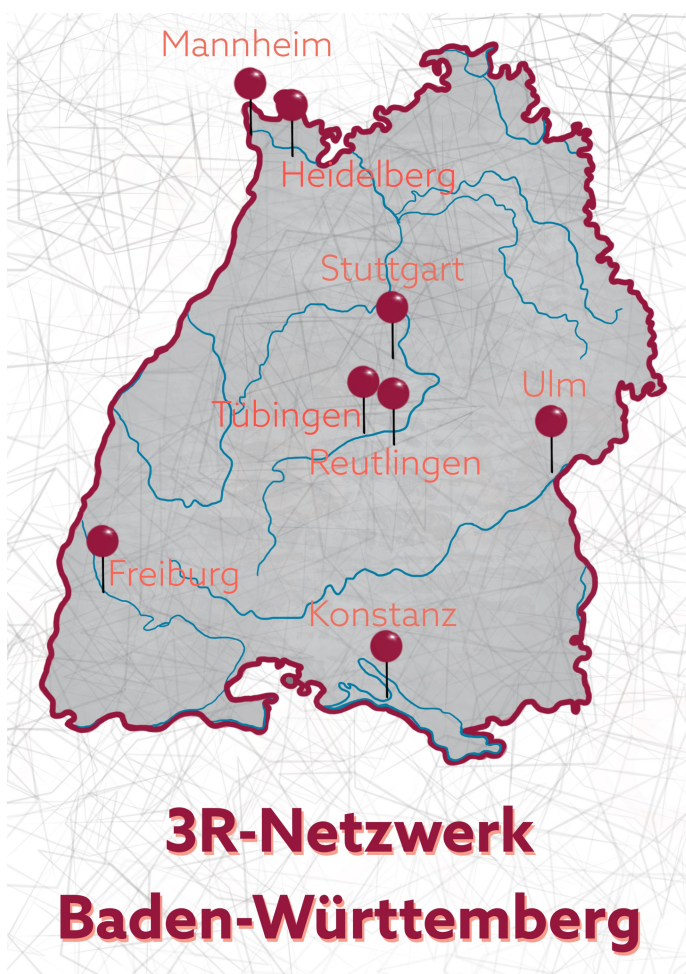 Mannheim
Heidelberg
Stuttgart
Ulm
Tübingen
Reutlingen
Freiburg
Konstanz
3R-Netzwerk
Baden-Württemberg